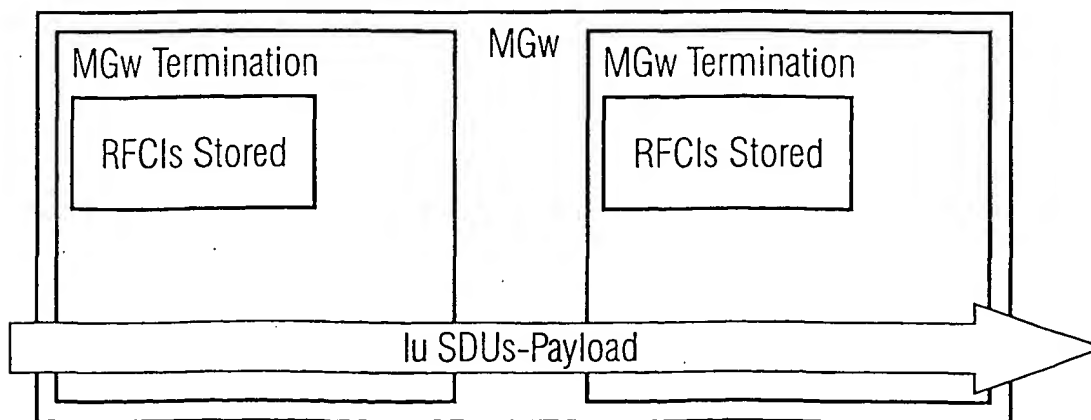 MGw
MGw Termination
RFCIs Stored
MGw Termination
RFCIs Stored
Iu SDUs-Payload